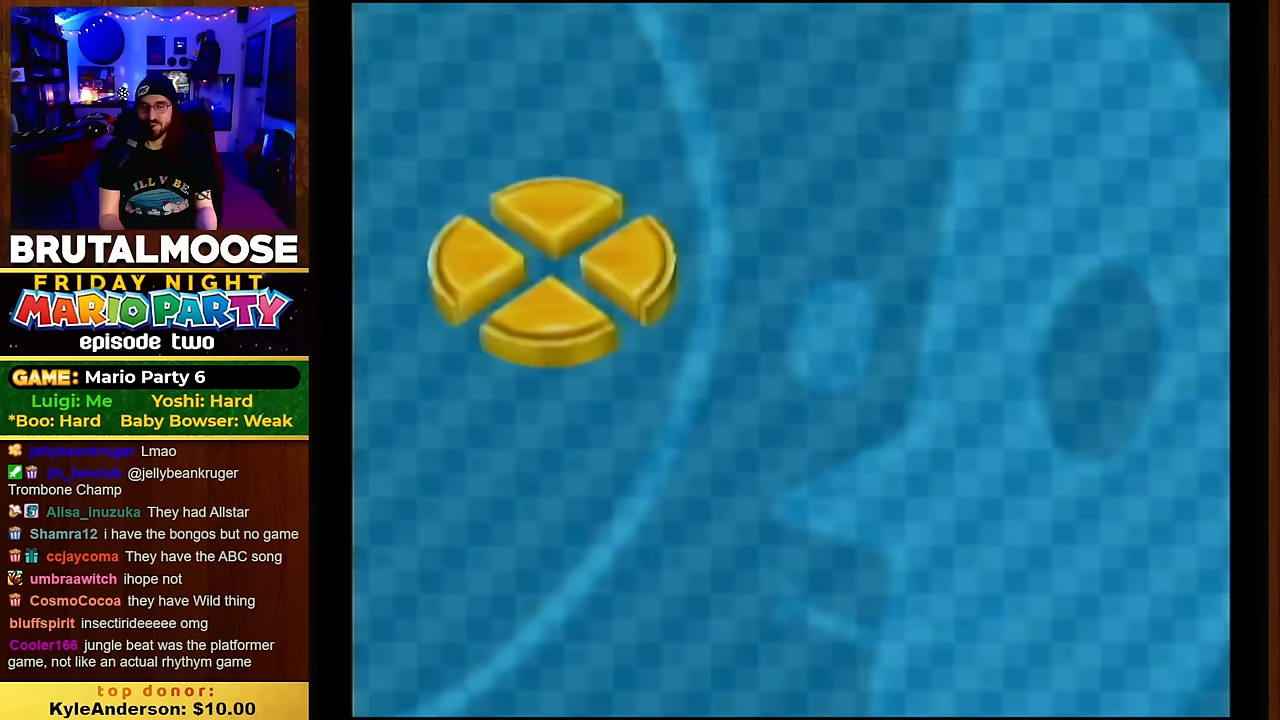 BRUTALMOOSE
FRIDAY NIGHT
MARIO PARTY
episode two
GAME: Mario Party 6
Luigi: Me Yoshi: Hard
*Boo: Hard Baby Bowser: Weak
jellybeankruger Lmao
@jellybeankruger
Trombone Champ
Alisa_inuzuka They had Allstar
Shamra12 i have the bongos but no game
ccjaycoma They have the ABC song
umbraawitch ihope not
CosmoCocoa they have Wild thing
bluffspirit insectirideeeee omg
Cooler166 jungle beat was the platformer
game, not like an actual rhythym game
top donor:
KyleAnderson: $10.00